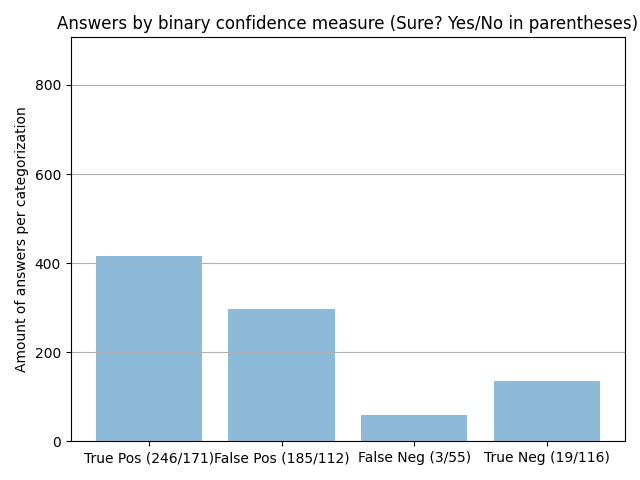 Answers by binary confidence measure (Sure? Yes/No in parentheses)
Amount of answers per categorization
800
600
400
200
0
True Pos (246/171) False Pos (185/112) False Neg (3/55) True Neg (19/116)